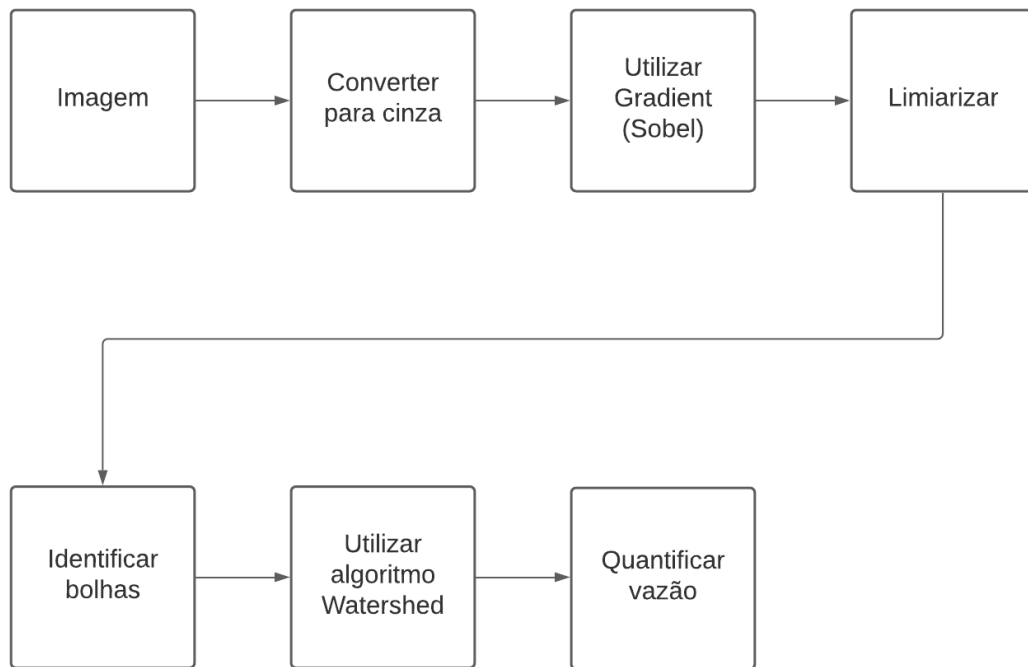 Imagem
Converter
para cinza
Utilizar
Gradient
(Sobel)
Limiarizar
Identificar
bolhas
Utilizar
algoritmo
Watershed
Quantificar
vazão